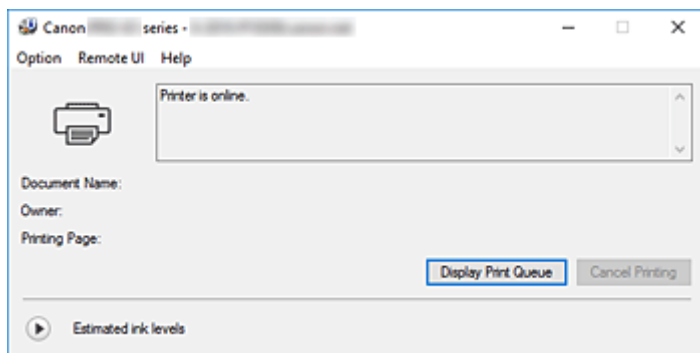 Canon series -
Option Remote UI Help
Printer is online.
Document Name:
Owner:
Printing Page:
Display Print Queue Cancel Printing
Estimated ink levels